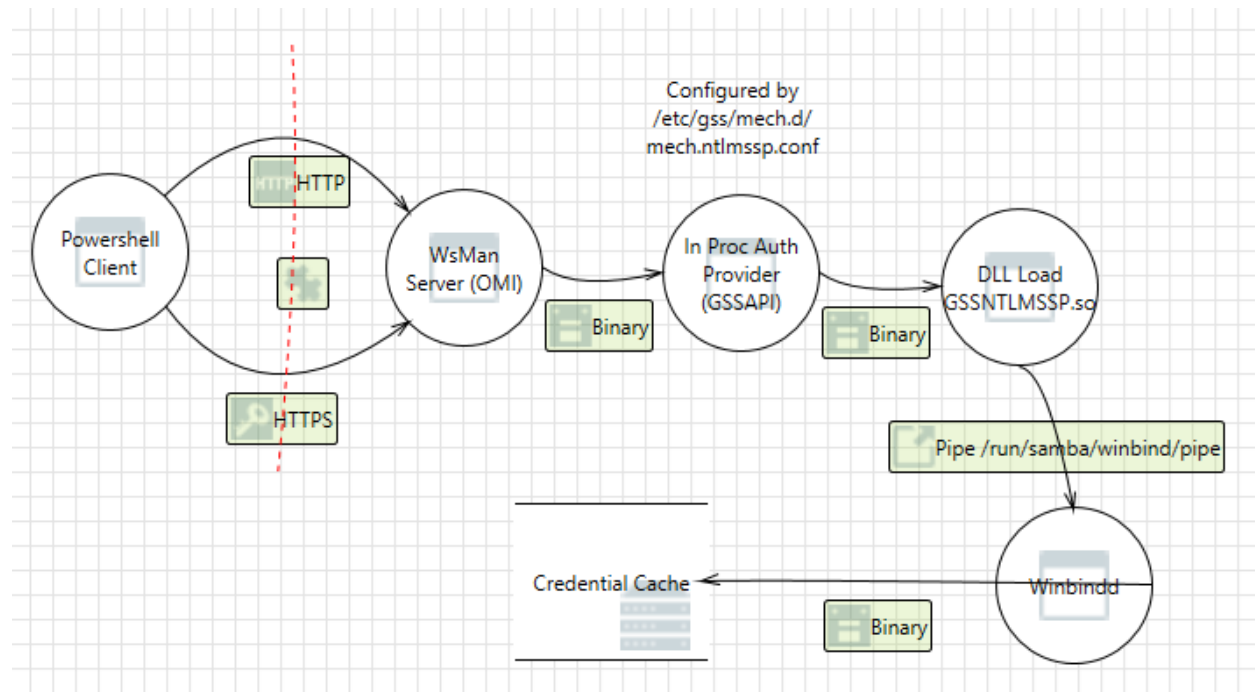 Configured by
/etc/gss/mech.d/
mech.ntlmssp.conf
HTTP
HTTP
Powershell
Client
WsMan
Server (OMI)
In Proc Auth
Provider
(GSSAPI)
DLL Load
GSSNTLMSSP.so
Binary
Binary
HTTPS
Pipe /run/samba/winbind/pipe
Credential Cache
Winbindd
Binary